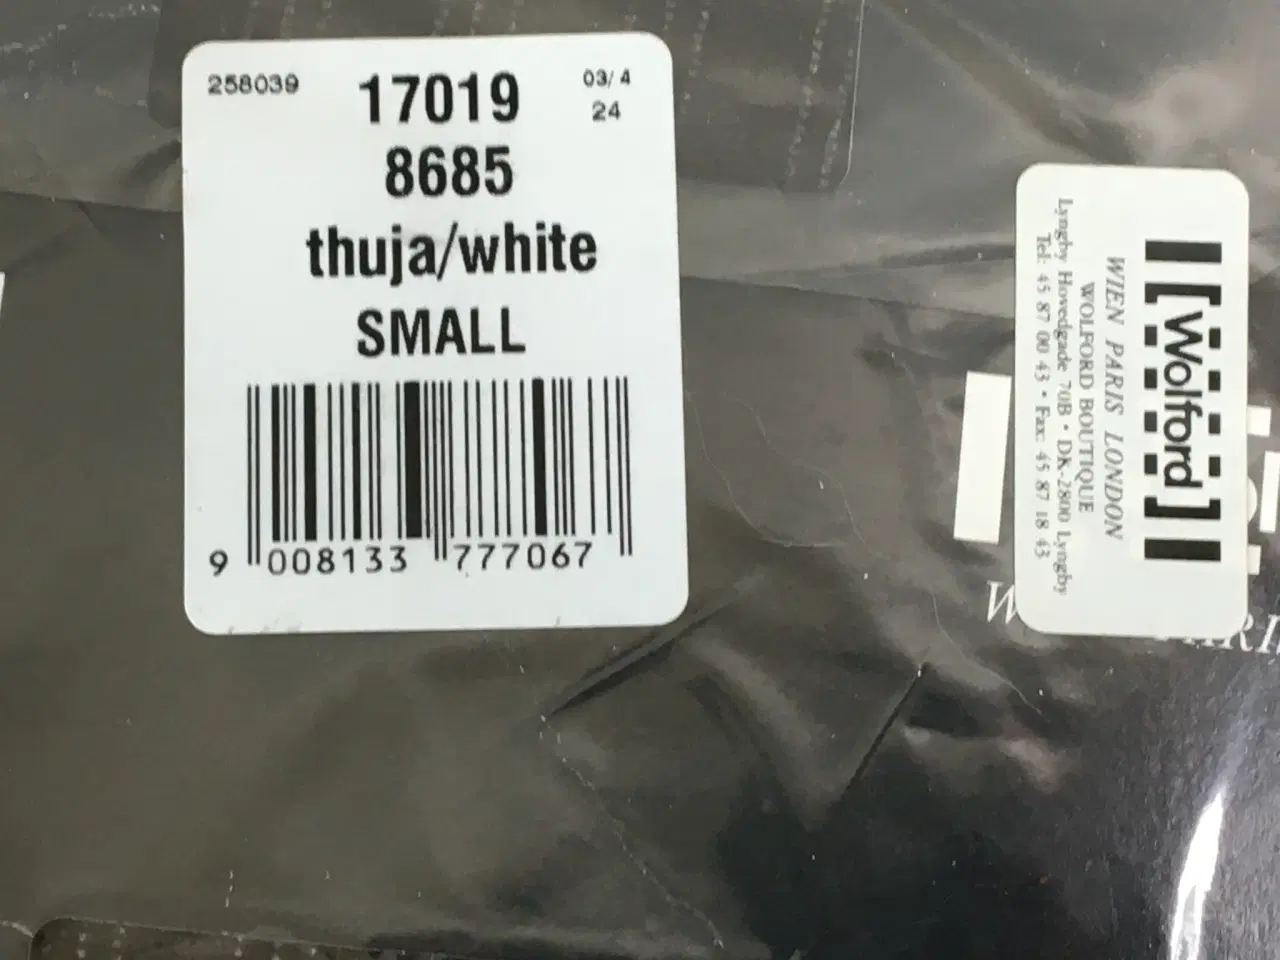 258039
17019
03/ 4
24
8685
thuja/white
SMALL
9 008133 777067
[Wolford]
WIEN PARIS LONDON
WOLFORD BOUTIQUE
Lyngby Hovedgade 70B • DK-2800 Lyngby
Tel: 45 87 00 43 • Fax: 45 87 18 43